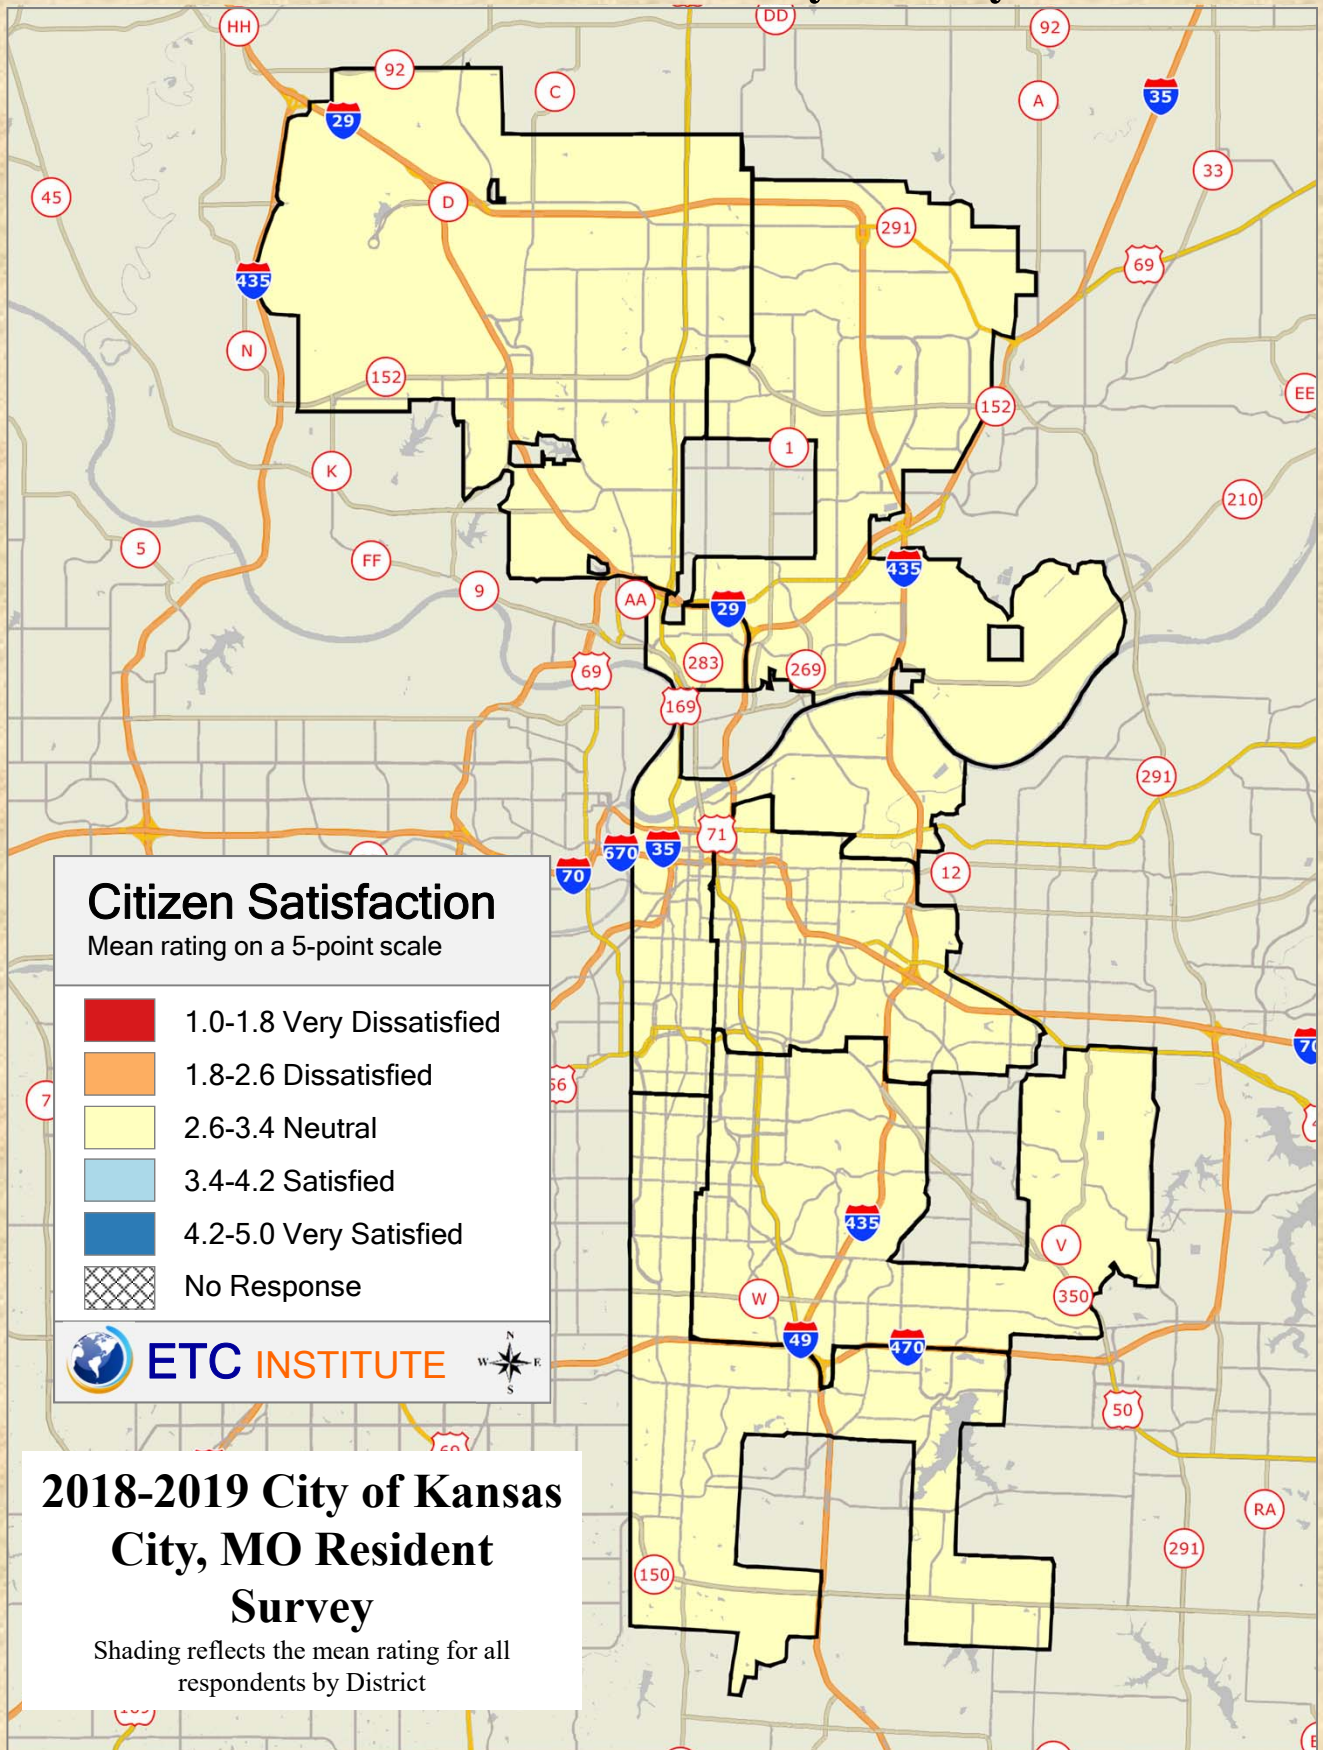 DD
HH
92
92
C
A
35
29
33
45
D
291
69
435
N
152
EE
152
1
K
210
5
FF
435
9
AA
29
283
269
69
169
291
71
670
35
70
12
Citizen Satisfaction
Mean rating on a 5-point scale
1.0-1.8 Very Dissatisfied
1.8-2.6 Dissatisfied
2.6-3.4 Neutral
3.4-4.2 Satisfied
4.2-5.0 Very Satisfied
No Response
ETC INSTITUTE
N
W
E
S
70
7
435
V
W
350
49
470
50
2018-2019 City of Kansas
City, MO Resident
Survey
Shading reflects the mean rating for all
respondents by District
RA
291
150